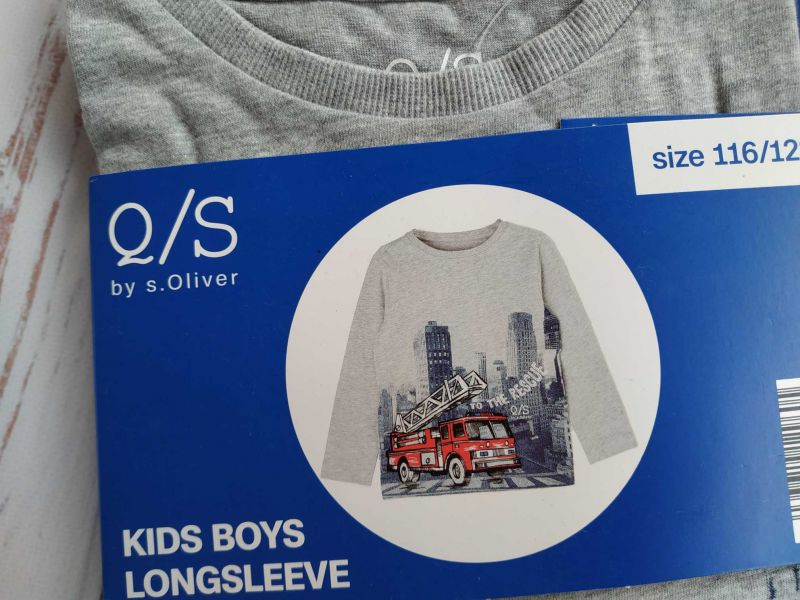 Q/S
size 116/12
Q/S
by s.Oliver
TO THE RESCUE
Q/S
KIDS BOYS
LONGSLEEVE